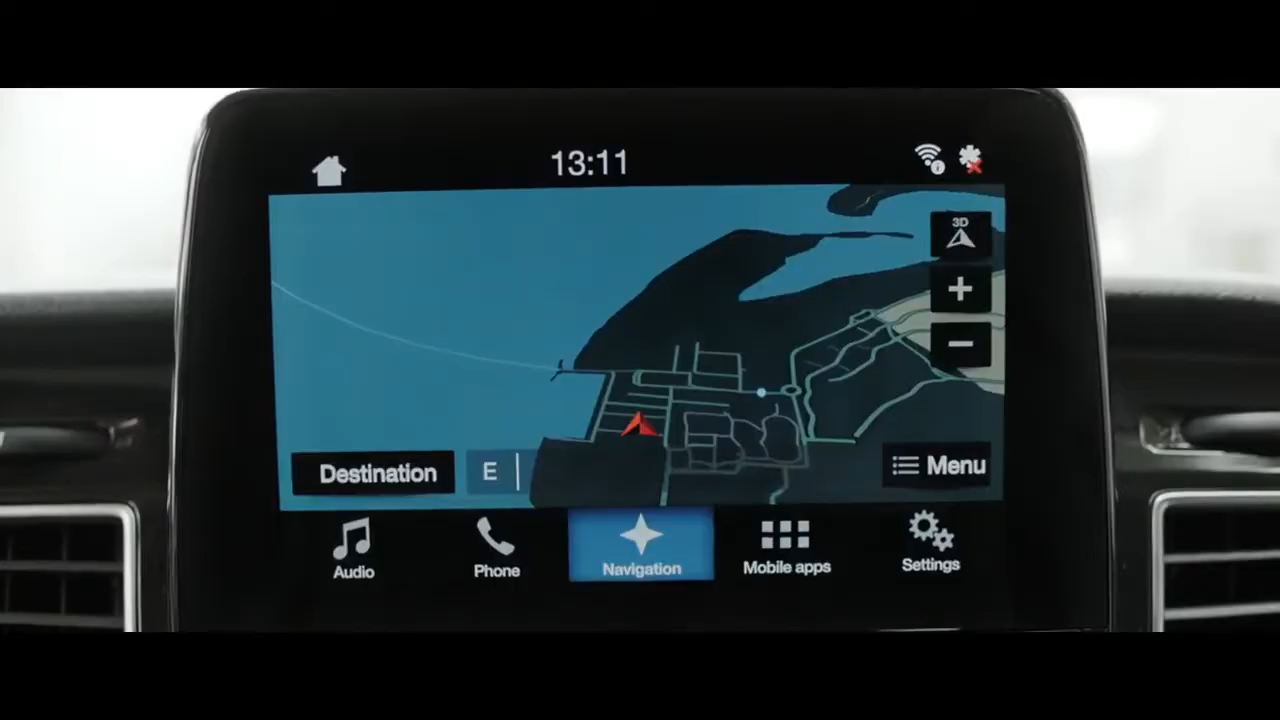 13:11
3D
Destination
E
Menu
Audio
Phone
Navigation
Mobile apps
Settings